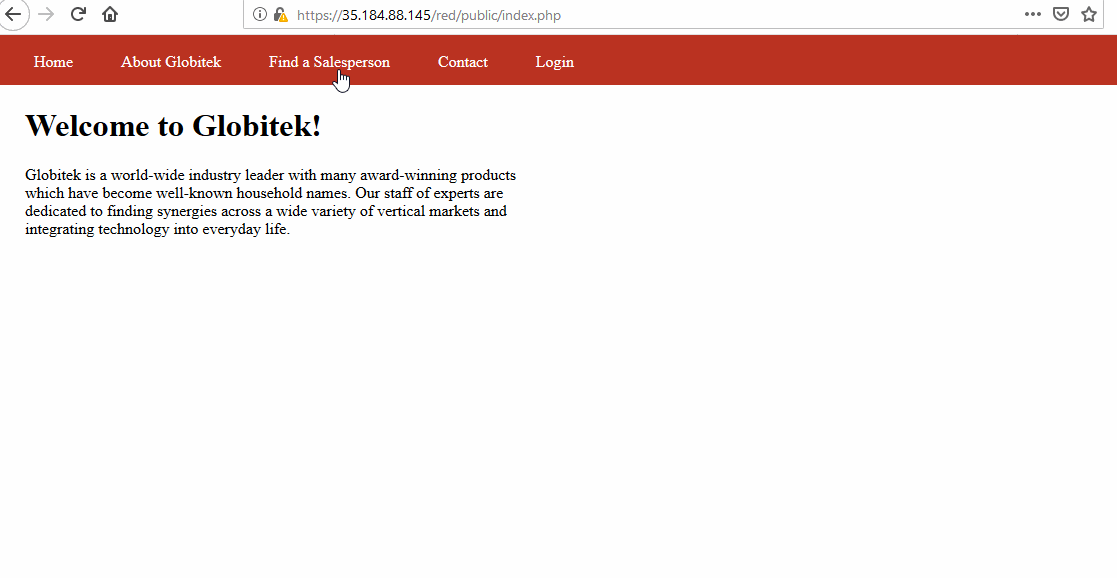 https://35.184.88.145/red/public/index.php
Home About Globitek Find a Salesperson Contact Login
Welcome to Globitek!
Globitek is a world-wide industry leader with many award-winning products
which have become well-known household names. Our staff of experts are
dedicated to finding synergies across a wide variety of vertical markets and
integrating technology into everyday life.